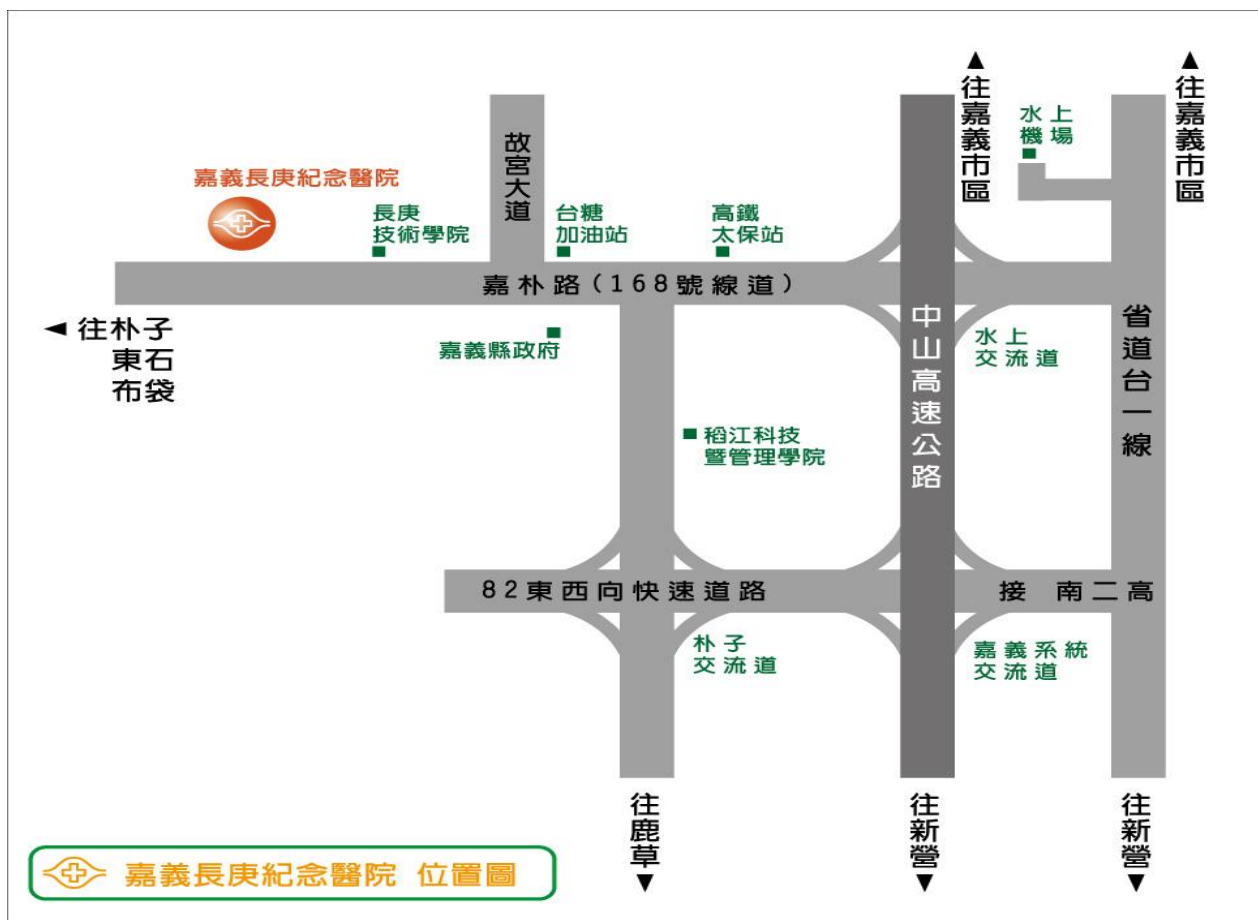 往嘉義市區
往嘉義市區
水上
機場
故宮大道
嘉義長庚紀念醫院
長庚
技術學院
台糖
加油站
高鐵
太保站
嘉朴路(168號線道)
往朴子
東石
布袋
嘉義縣政府
中山高速公路
水上
交流道
省道台一線
稻江科技
暨管理學院
82東西向快速道路
接 南二高
朴子
交流道
嘉義系統
交流道
往鹿草
往新營
往新營
嘉義長庚紀念醫院 位置圖